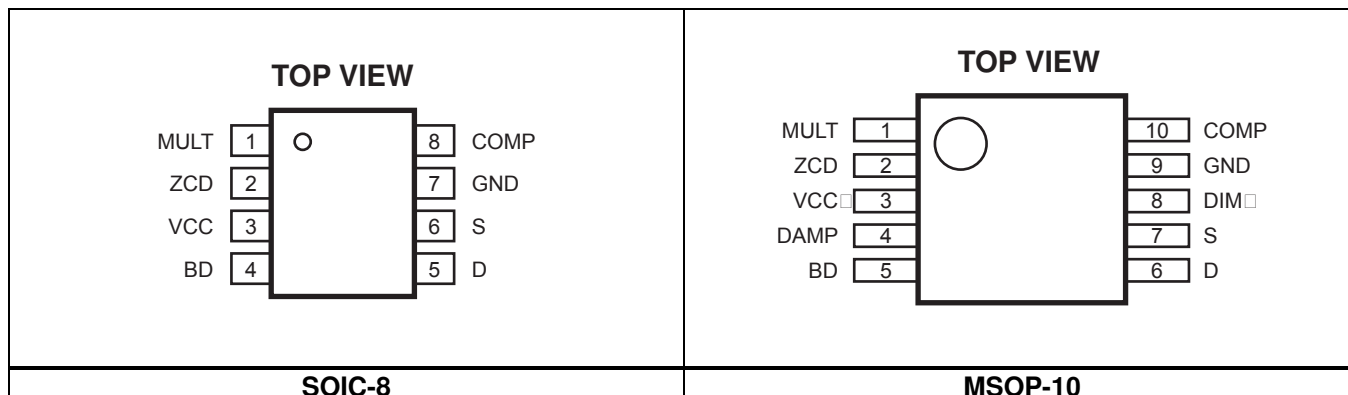 TOP VIEW
MULT 1 8 COMP
ZCD 2 7 GND
VCC 3 6 S
BD 4 5 D
SOIC-8
TOP VIEW
MULT 1 10 COMP
ZCD 2 9 GND
VCC□ 3 8 DIM□
DAMP 4 7 S
BD 5 6 D
MSOP-10